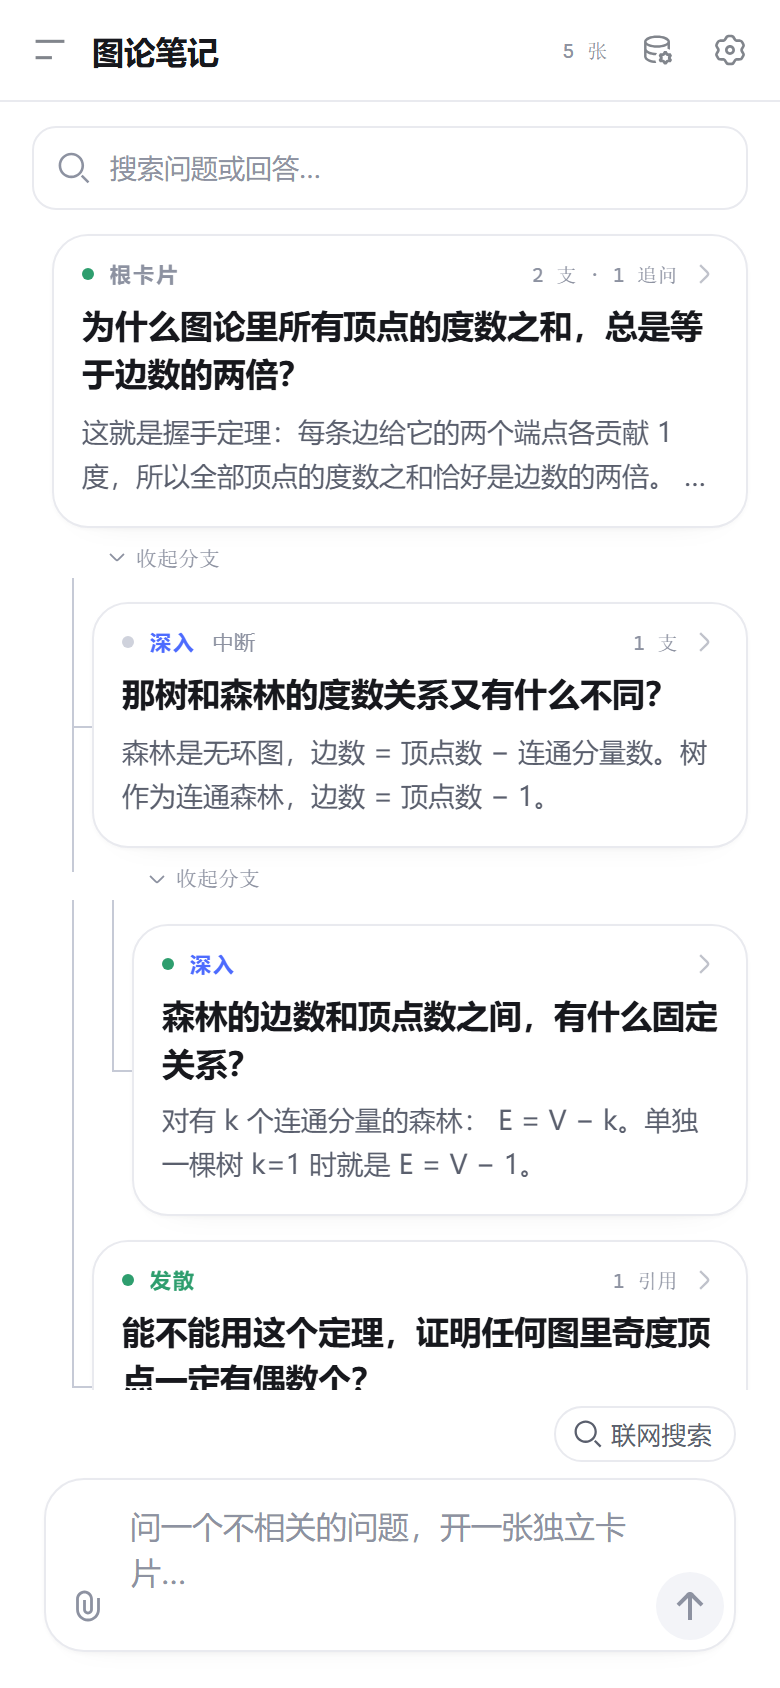 图论笔记
5 张
搜索问题或回答...
根卡片
2 支 · 1 追问
为什么图论里所有顶点的度数之和，总是等
于边数的两倍？
这就是握手定理：每条边给它的两个端点各贡献 1
度，所以全部顶点的度数之和恰好是边数的两倍。 ...
收起分支
深入 中断
1 支
那树和森林的度数关系又有什么不同？
森林是无环图，边数 = 顶点数 − 连通分量数。树
作为连通森林，边数 = 顶点数 − 1。
收起分支
深入
森林的边数和顶点数之间，有什么固定
关系？
对有 k 个连通分量的森林： E = V − k。单独
一棵树 k=1 时就是 E = V − 1。
发散
1 引用
能不能用这个定理，证明任何图里奇度顶
点一定有偶数个？
联网搜索
问一个不相关的问题，开一张独立卡
片...